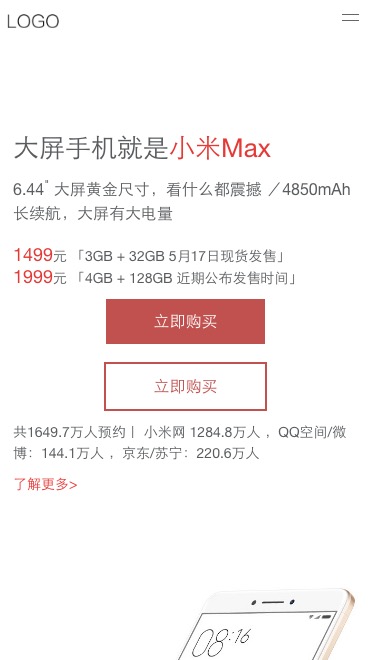 LOGO
大屏手机就是小米Max
6.44" 大屏黄金尺寸，看什么都震撼 ／4850mAh
长续航，大屏有大电量
1499元 「3GB + 32GB 5月17日现货发售」
1999元 「4GB + 128GB 近期公布发售时间」
立即购买
立即购买
共1649.7万人预约丨 小米网 1284.8万人 ，QQ空间/微
博：144.1万人 ，京东/苏宁：220.6万人
了解更多>
08:16